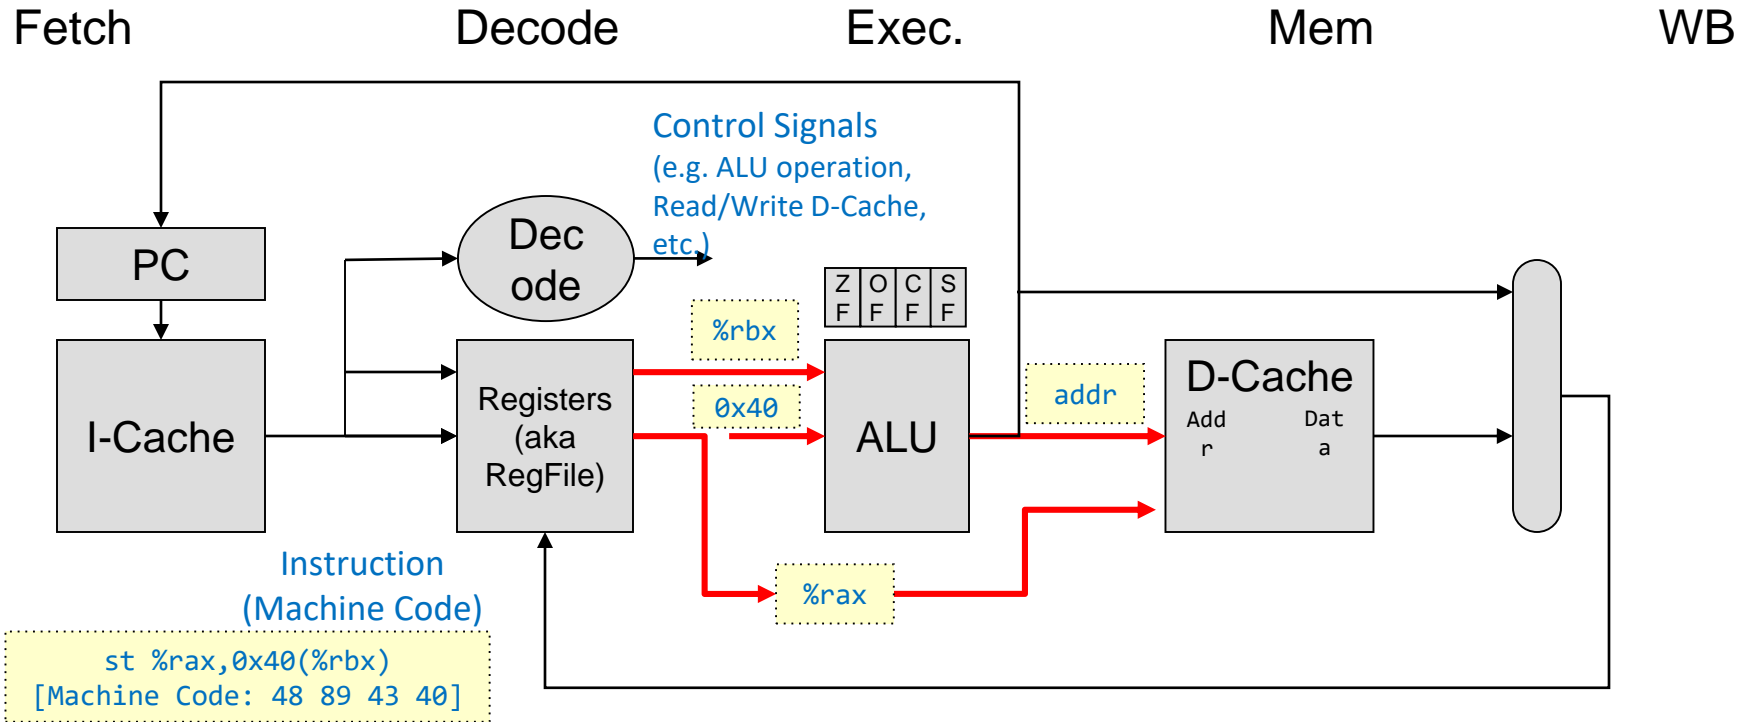 Fetch
Decode
Exec.
Mem
WB
Control Signals
(e.g. ALU operation,
Read/Write D-Cache,
etc.)
PC
Dec
ode
Z
F
O
F
C
F
S
F
%rbx
0x40
I-Cache
Registers
(aka
RegFile)
ALU
addr
D-Cache
Add
r
Dat
a
%rax
Instruction
(Machine Code)
st %rax,0x40(%rbx)
[Machine Code: 48 89 43 40]